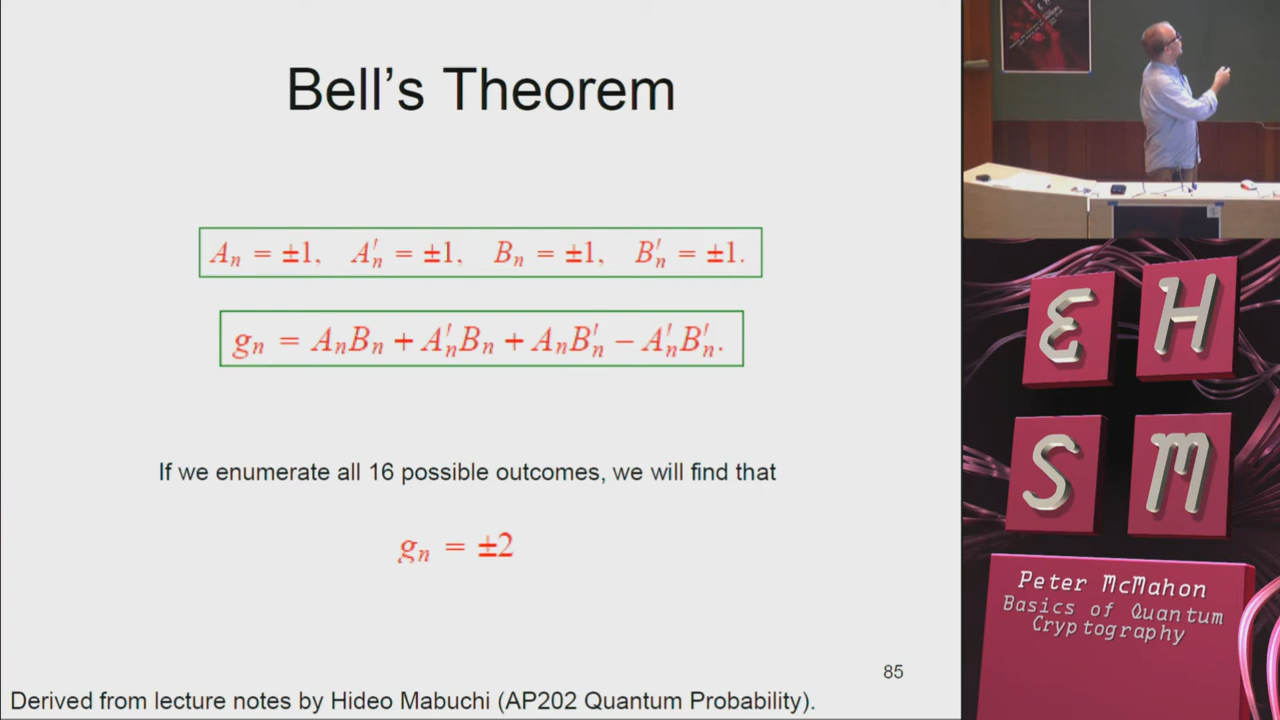 Bell's Theorem
Aₙ = ±1, A′ₙ = ±1, Bₙ = ±1, B′ₙ = ±1.
gₙ = AₙBₙ + A′ₙBₙ + AₙB′ₙ − A′ₙB′ₙ.
If we enumerate all 16 possible outcomes, we will find that
gₙ = ±2
85
Derived from lecture notes by Hideo Mabuchi (AP202 Quantum Probability).
E H
S M
Peter McMahon
Basics of Quantum
Cryptography